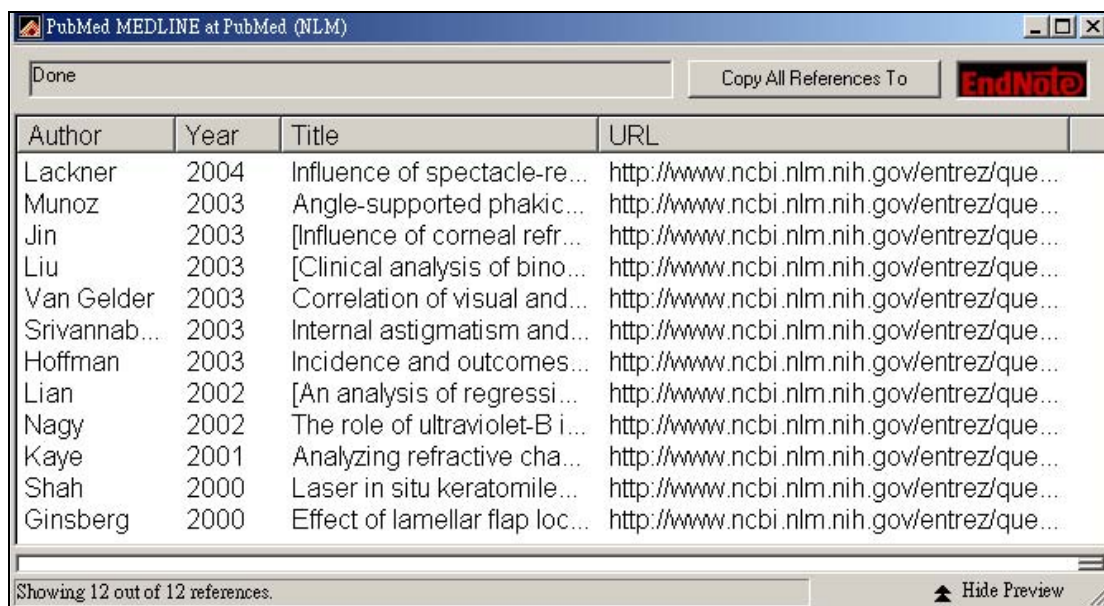 PubMed MEDLINE at PubMed (NLM)
Done Copy All References To EndNote
Author Year Title URL
Lackner 2004 Influence of spectacle-re... http://www.ncbi.nlm.nih.gov/entrez/que...
Munoz 2003 Angle-supported phakic... http://www.ncbi.nlm.nih.gov/entrez/que...
Jin 2003 [Influence of corneal refr... http://www.ncbi.nlm.nih.gov/entrez/que...
Liu 2003 [Clinical analysis of bino... http://www.ncbi.nlm.nih.gov/entrez/que...
Van Gelder 2003 Correlation of visual and... http://www.ncbi.nlm.nih.gov/entrez/que...
Srivannab... 2003 Internal astigmatism and... http://www.ncbi.nlm.nih.gov/entrez/que...
Hoffman 2003 Incidence and outcomes... http://www.ncbi.nlm.nih.gov/entrez/que...
Lian 2002 [An analysis of regressi... http://www.ncbi.nlm.nih.gov/entrez/que...
Nagy 2002 The role of ultraviolet-B i... http://www.ncbi.nlm.nih.gov/entrez/que...
Kaye 2001 Analyzing refractive cha... http://www.ncbi.nlm.nih.gov/entrez/que...
Shah 2000 Laser in situ keratomile... http://www.ncbi.nlm.nih.gov/entrez/que...
Ginsberg 2000 Effect of lamellar flap loc... http://www.ncbi.nlm.nih.gov/entrez/que...
Showing 12 out of 12 references. Hide Preview